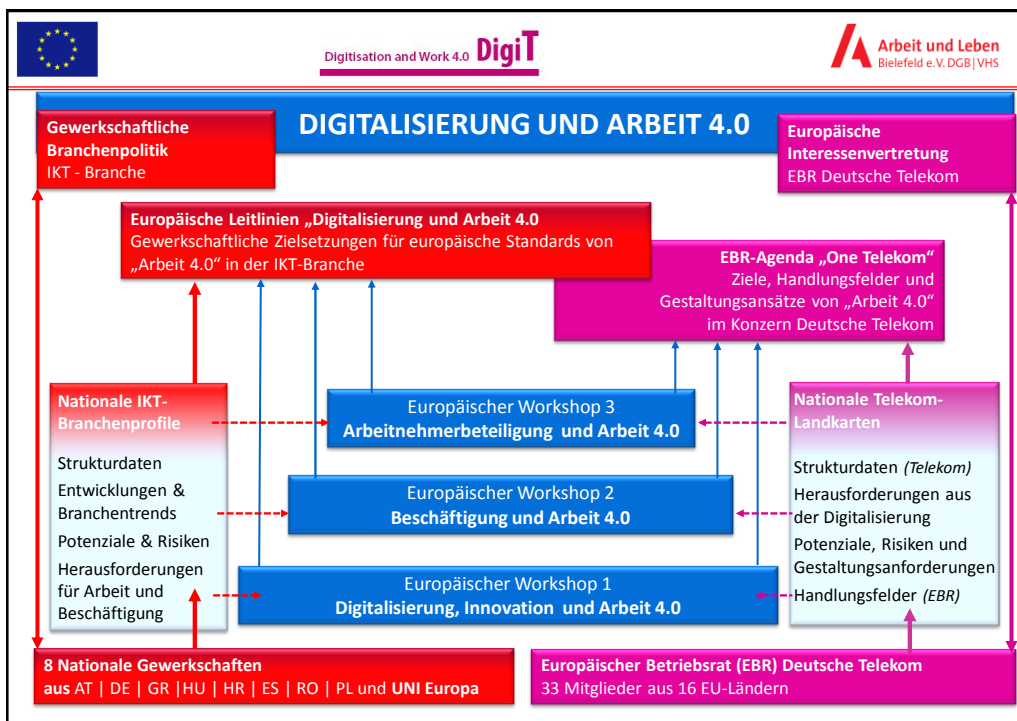 Digitisation and Work 4.0 DigiT
Arbeit und Leben
Bielefeld e.V. DGB|VHS
DIGITALISIERUNG UND ARBEIT 4.0
Gewerkschaftliche
Branchenpolitik
IKT - Branche
Europäische
Interessenvertretung
EBR Deutsche Telekom
Europäische Leitlinien „Digitalisierung und Arbeit 4.0
Gewerkschaftliche Zielsetzungen für europäische Standards von
„Arbeit 4.0“ in der IKT-Branche
EBR-Agenda „One Telekom“
Ziele, Handlungsfelder und
Gestaltungsansätze von „Arbeit 4.0“
im Konzern Deutsche Telekom
Nationale IKT-
Branchenprofile
Strukturdaten
Entwicklungen &
Branchentrends
Potenziale & Risiken
Herausforderungen
für Arbeit und
Beschäftigung
Europäischer Workshop 3
Arbeitnehmerbeteiligung und Arbeit 4.0
Europäischer Workshop 2
Beschäftigung und Arbeit 4.0
Europäischer Workshop 1
Digitalisierung, Innovation und Arbeit 4.0
Nationale Telekom-
Landkarten
Strukturdaten (Telekom)
Herausforderungen aus
der Digitalisierung
Potenziale, Risiken und
Gestaltungsanforderungen
Handlungsfelder (EBR)
8 Nationale Gewerkschaften
aus AT | DE | GR |HU | HR | ES | RO | PL und UNI Europa
Europäischer Betriebsrat (EBR) Deutsche Telekom
33 Mitglieder aus 16 EU-Ländern